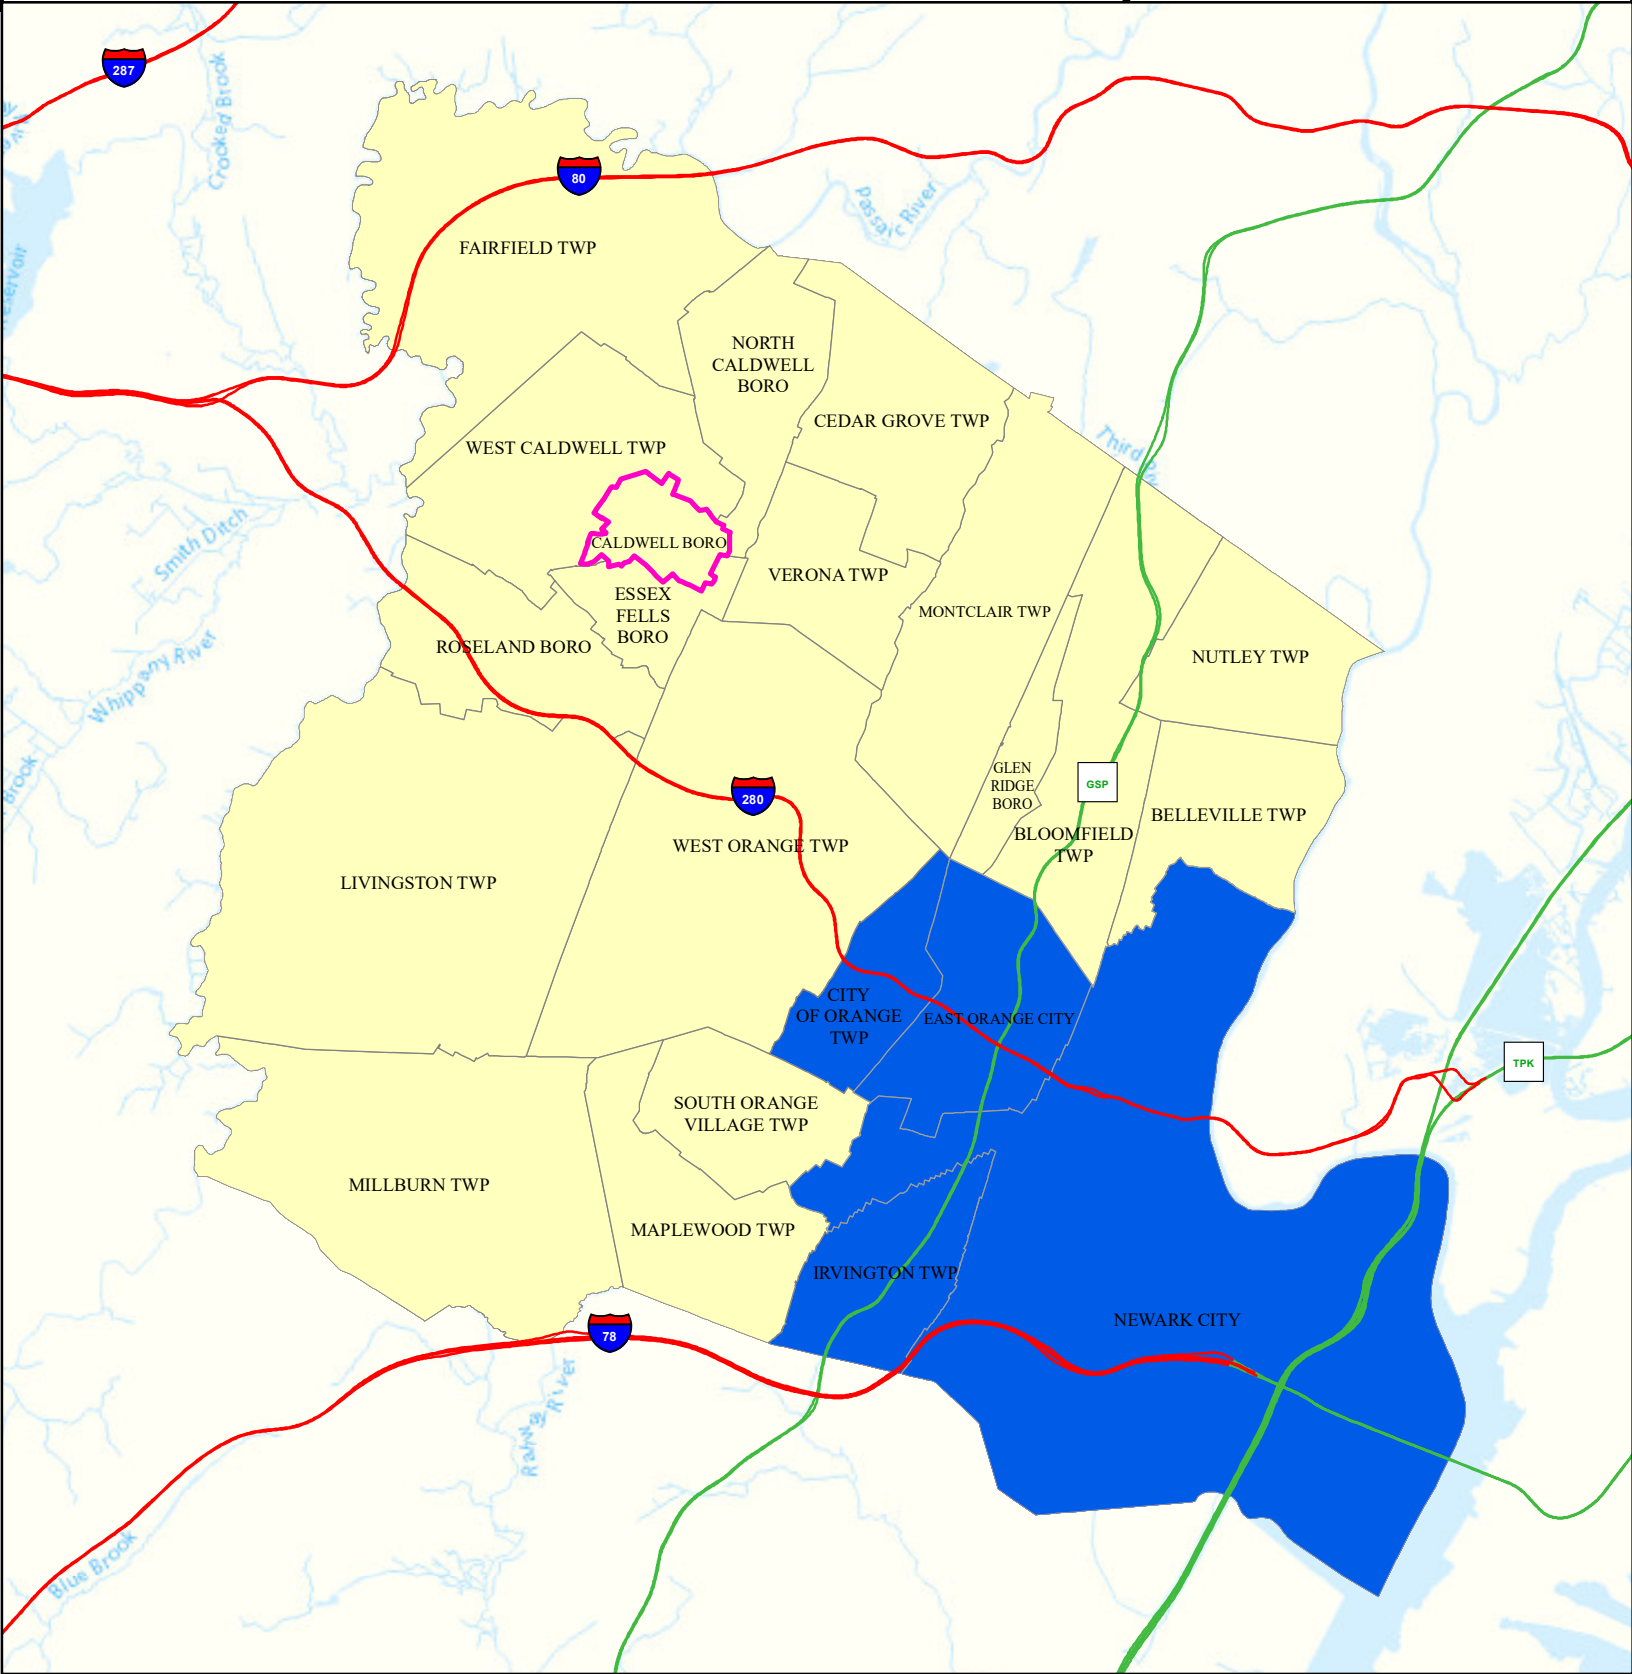 287
Crooked Brook
80
Passaic River
FAIRFIELD TWP
NORTH
CALDWELL
BORO
CEDAR GROVE TWP
WEST CALDWELL TWP
Third Riv
Smith Ditch
CALDWELL BORO
VERONA TWP
ESSEX
FELLS
BORO
MONTCLAIR TWP
ROSELAND BORO
NUTLEY TWP
Whippany River
Brook
GLEN
RIDGE
BORO
GSP
280
BELLEVILLE TWP
BLOOMFIELD
TWP
WEST ORANGE TWP
LIVINGSTON TWP
CITY
OF ORANGE
TWP
EAST ORANGE CITY
TPK
SOUTH ORANGE
VILLAGE TWP
MILLBURN TWP
MAPLEWOOD TWP
IRVINGTON TWP
NEWARK CITY
78
River
Blue Brook